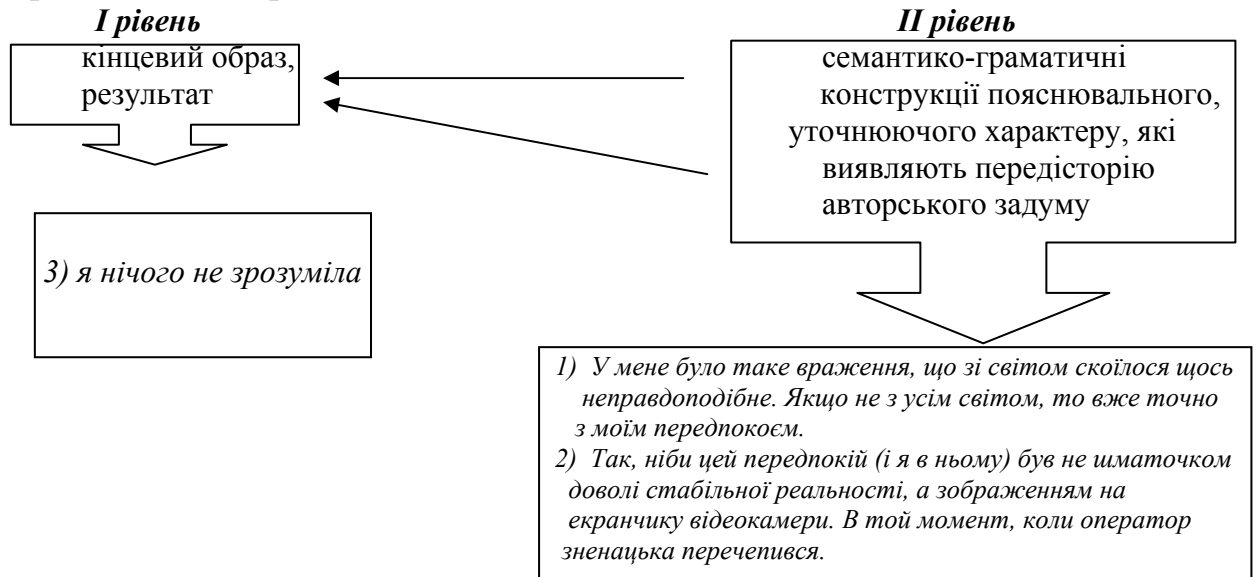 І рівень
кінцевий образ,
результат
3) я нічого не зрозуміла
ІІ рівень
семантико-граматичні
конструкції пояснювального,
уточнюючого характеру, які
виявляють передісторію
авторського задуму
1) У мене було таке враження, що зі світом скоїлося щось
неправдоподібне. Якщо не з усім світом, то вже точно
з моїм передпокоєм.
2) Так, ніби цей передпокій (і я в ньому) був не шматочком
доволі стабільної реальності, а зображенням на
екранчику відеокамери. В той момент, коли оператор
зненацька перечепився.